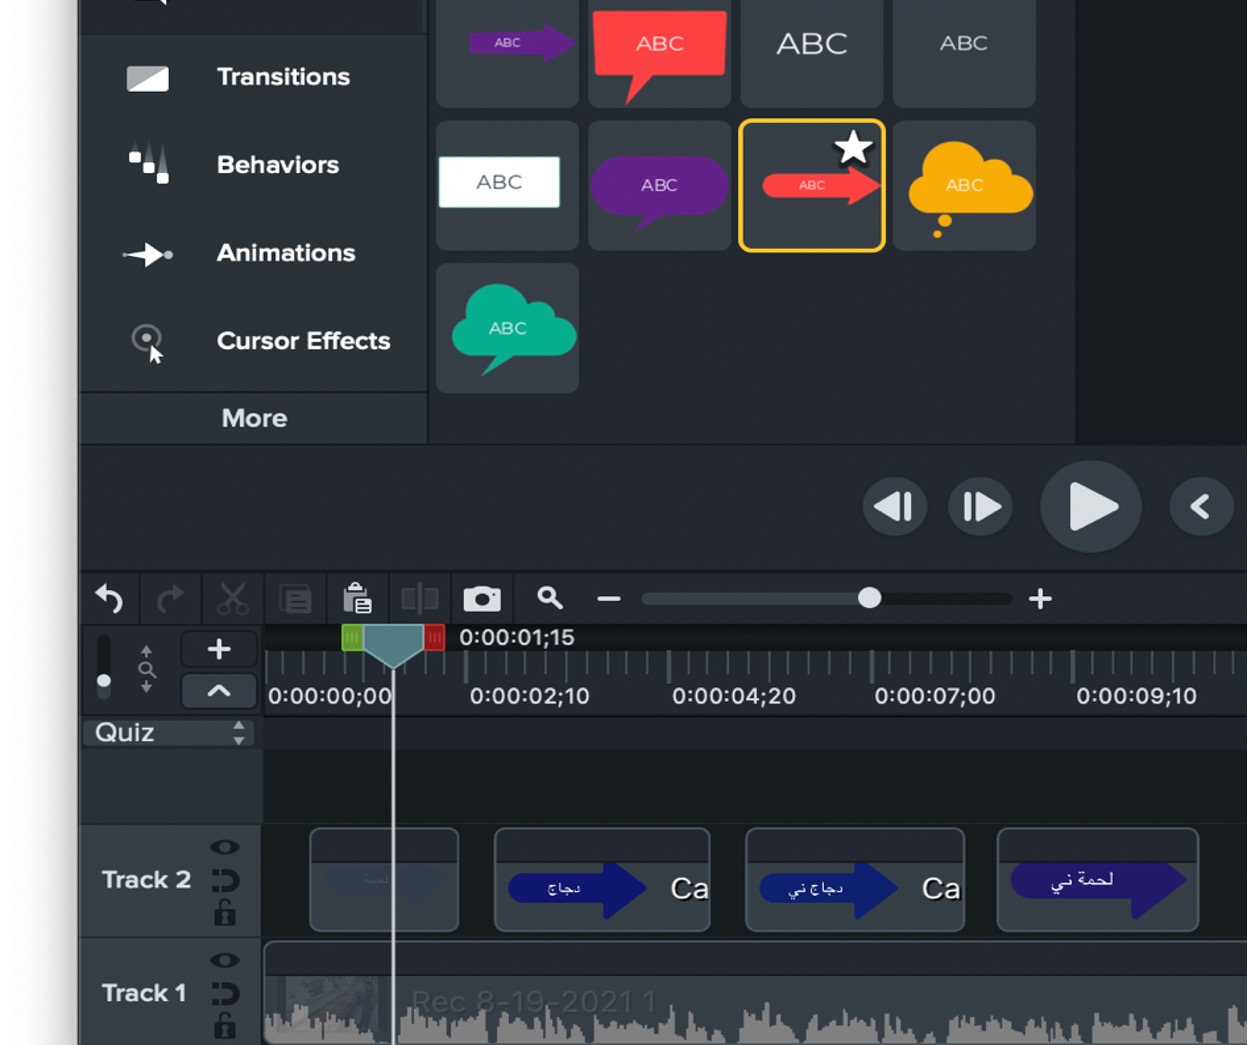 ABC
ABC
ABC
ABC
Transitions
Behaviors
ABC
ABC
ABC
ABC
Animations
ABC
Cursor Effects
More
0:00:01;15
0:00:00;00
0:00:02;10
0:00:04;20
0:00:07;00
0:00:09;10
Quiz
Track 2
لحمة
دجاج
Ca
دجاج ني
Ca
لحمة ني
Track 1
Rec 8-19-2021 1